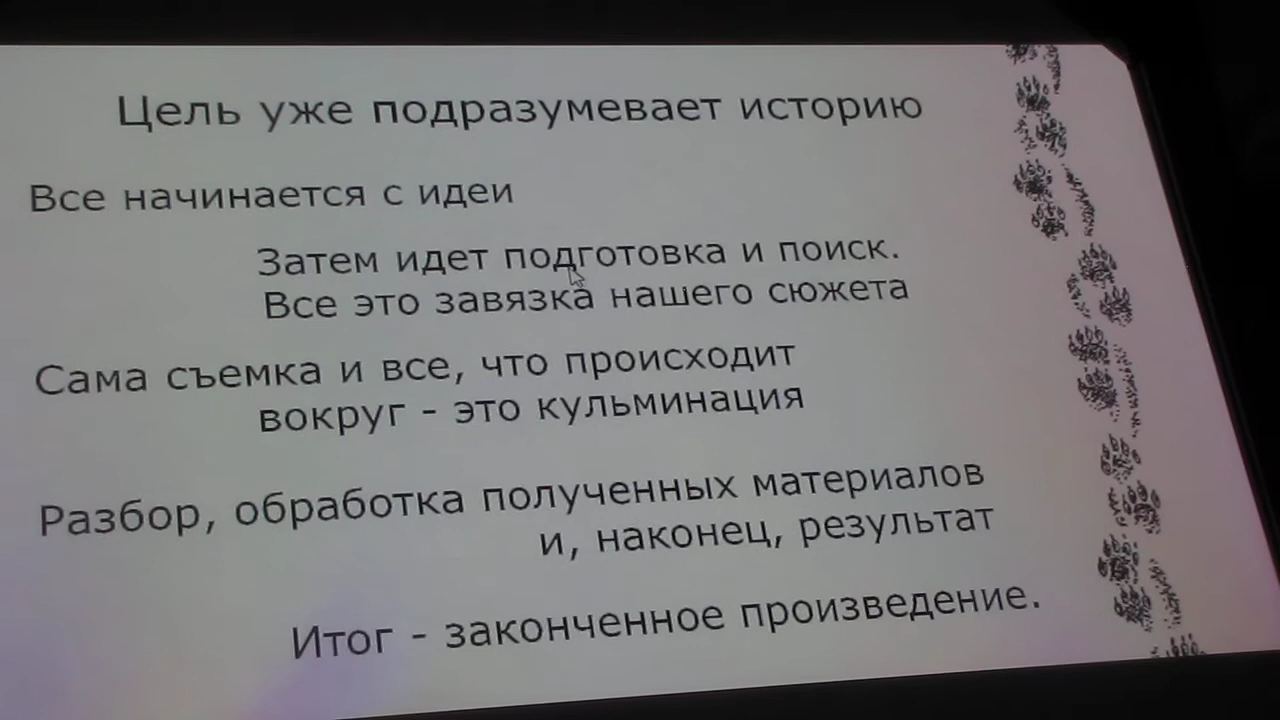 Цель уже подразумевает историю
Все начинается с идеи
Затем идет подготовка и поиск.
Все это завязка нашего сюжета
Сама съемка и все, что происходит
вокруг - это кульминация
Разбор, обработка полученных материалов
и, наконец, результат
Итог - законченное произведение.